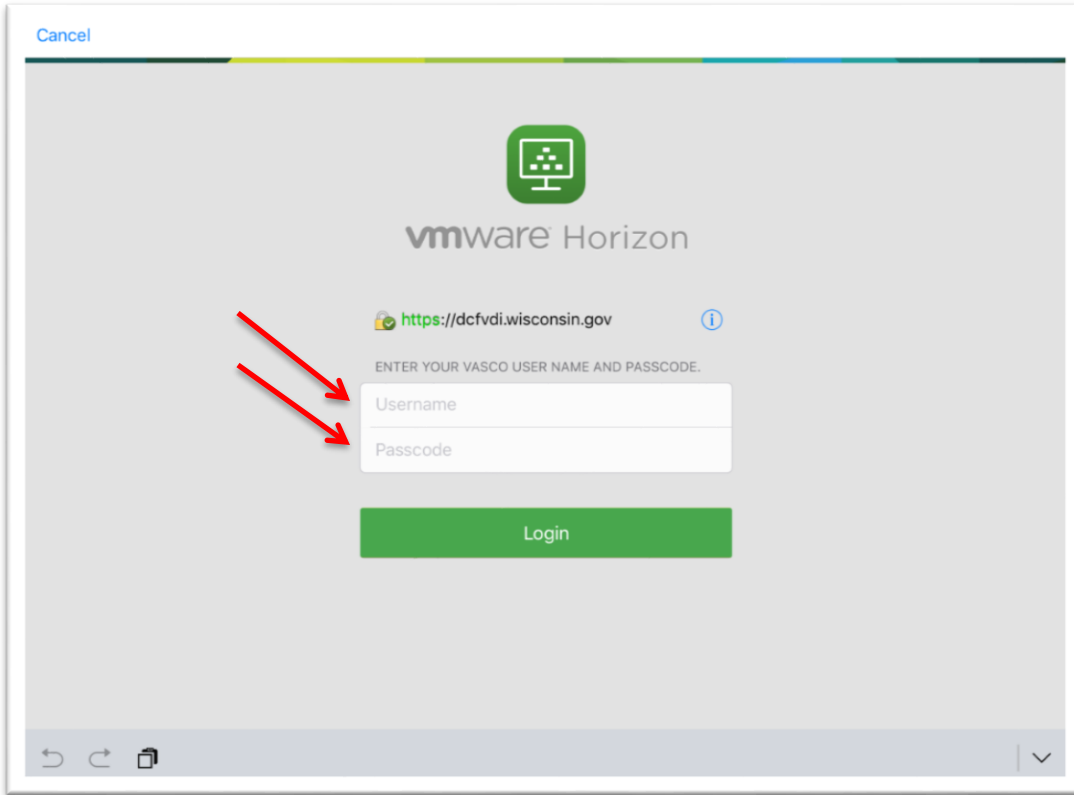 Cancel
vmware Horizon
https://dcfvdi.wisconsin.gov
ENTER YOUR VASCO USER NAME AND PASSCODE.
Username
Passcode
Login